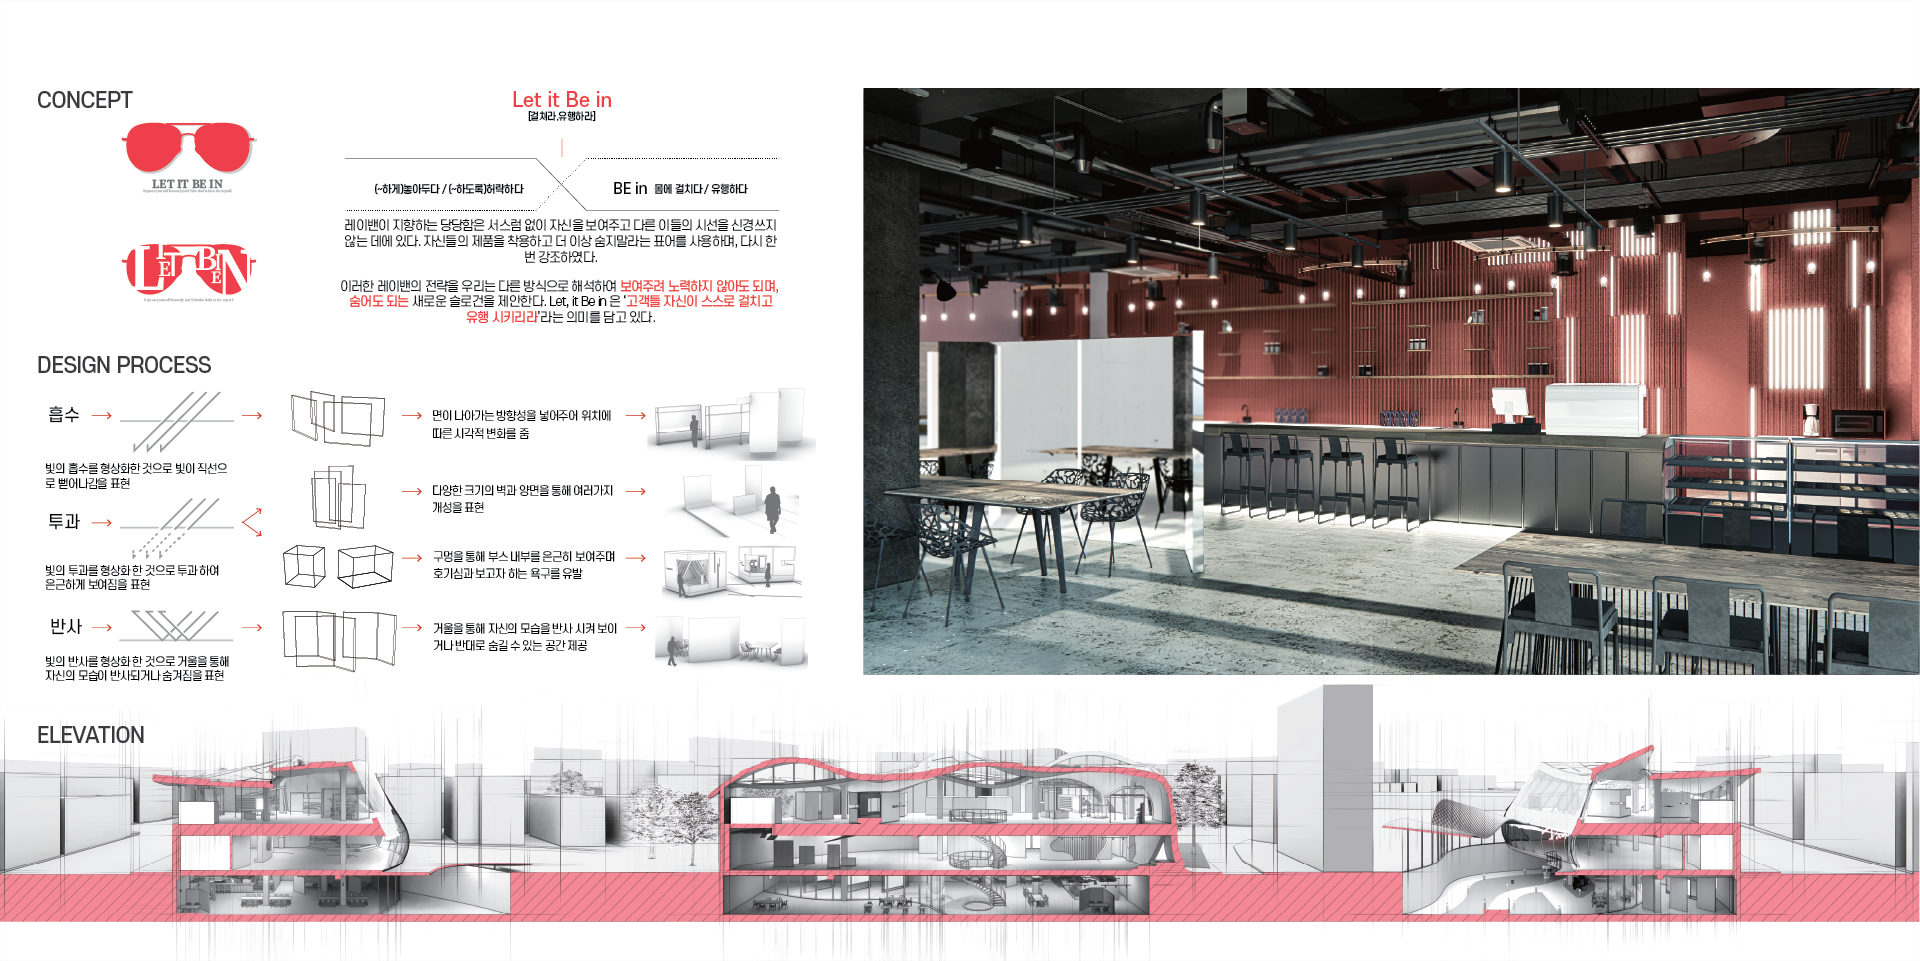 CONCEPT
LET IT BE IN
LET IT BE IN
Let it Be in
[걸쳐라,유행하라]
(~하게)놓아두다 / (~하도록)허락하다
BE in 몸에 걸치다 / 유행하다
레이밴이 지향하는 당당함은 서스럼 없이 자신을 보여주고 다른 이들의 시선을 신경쓰지
않는 데에 있다. 자신들의 제품을 착용하고 더 이상 숨지말라는 표어를 사용하며, 다시 한
번 강조하였다.
이러한 레이밴의 전략을 우리는 다른 방식으로 해석하여 보여주려 노력하지 않아도 되며,
숨어도 되는 새로운 슬로건을 제안한다. Let, it Be in 은 '고객들 자신이 스스로 걸치고
유행 시키리라'라는 의미를 담고 있다.
DESIGN PROCESS
흡수
빛의 흡수를 형상화한 것으로 빛이 직선으
로 뻗어나감을 표현
면이 나아가는 방향성을 넣어주어 위치에
따른 시각적 변화를 줌
투과
빛의 투과를 형상화 한 것으로 투과 하여
은근하게 보여짐을 표현
다양한 크기의 벽과 양면을 통해 여러가지
개성을 표현
구멍을 통해 부스 내부를 은근히 보여주며
호기심과 보고자 하는 욕구를 유발
반사
빛의 반사를 형상화 한 것으로 거울을 통해
자신의 모습이 반사되거나 숨겨짐을 표현
거울을 통해 자신의 모습을 반사 시켜 보이
거나 반대로 숨길 수 있는 공간 제공
ELEVATION